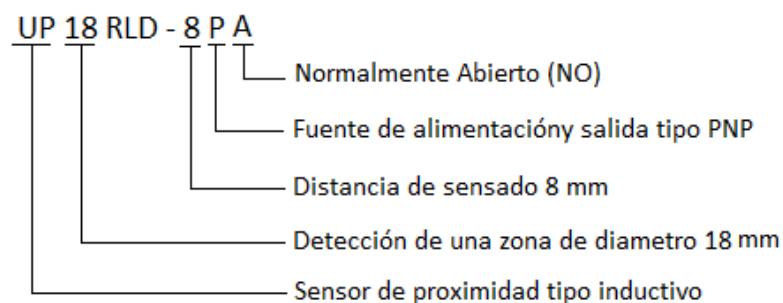 UP 18 RLD - 8 P A
Normalmente Abierto (NO)
Fuente de alimentacióny salida tipo PNP
Distancia de sensado 8 mm
Detección de una zona de diametro 18 mm
Sensor de proximidad tipo inductivo